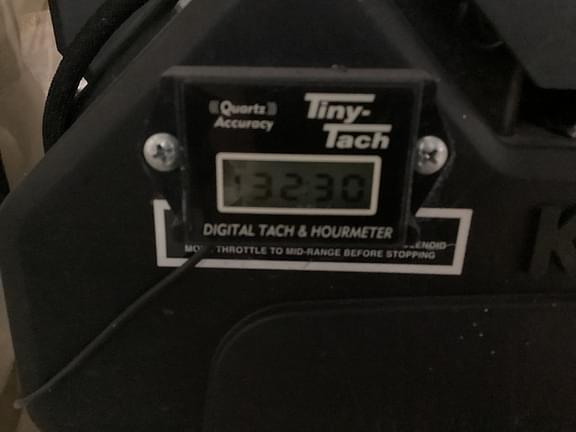 Quartz
Accuracy
Tiny-
Tach
13230
DIGITAL TACH & HOURMETER
THROTTLE TO MID-RANGE BEFORE STOPPING
K